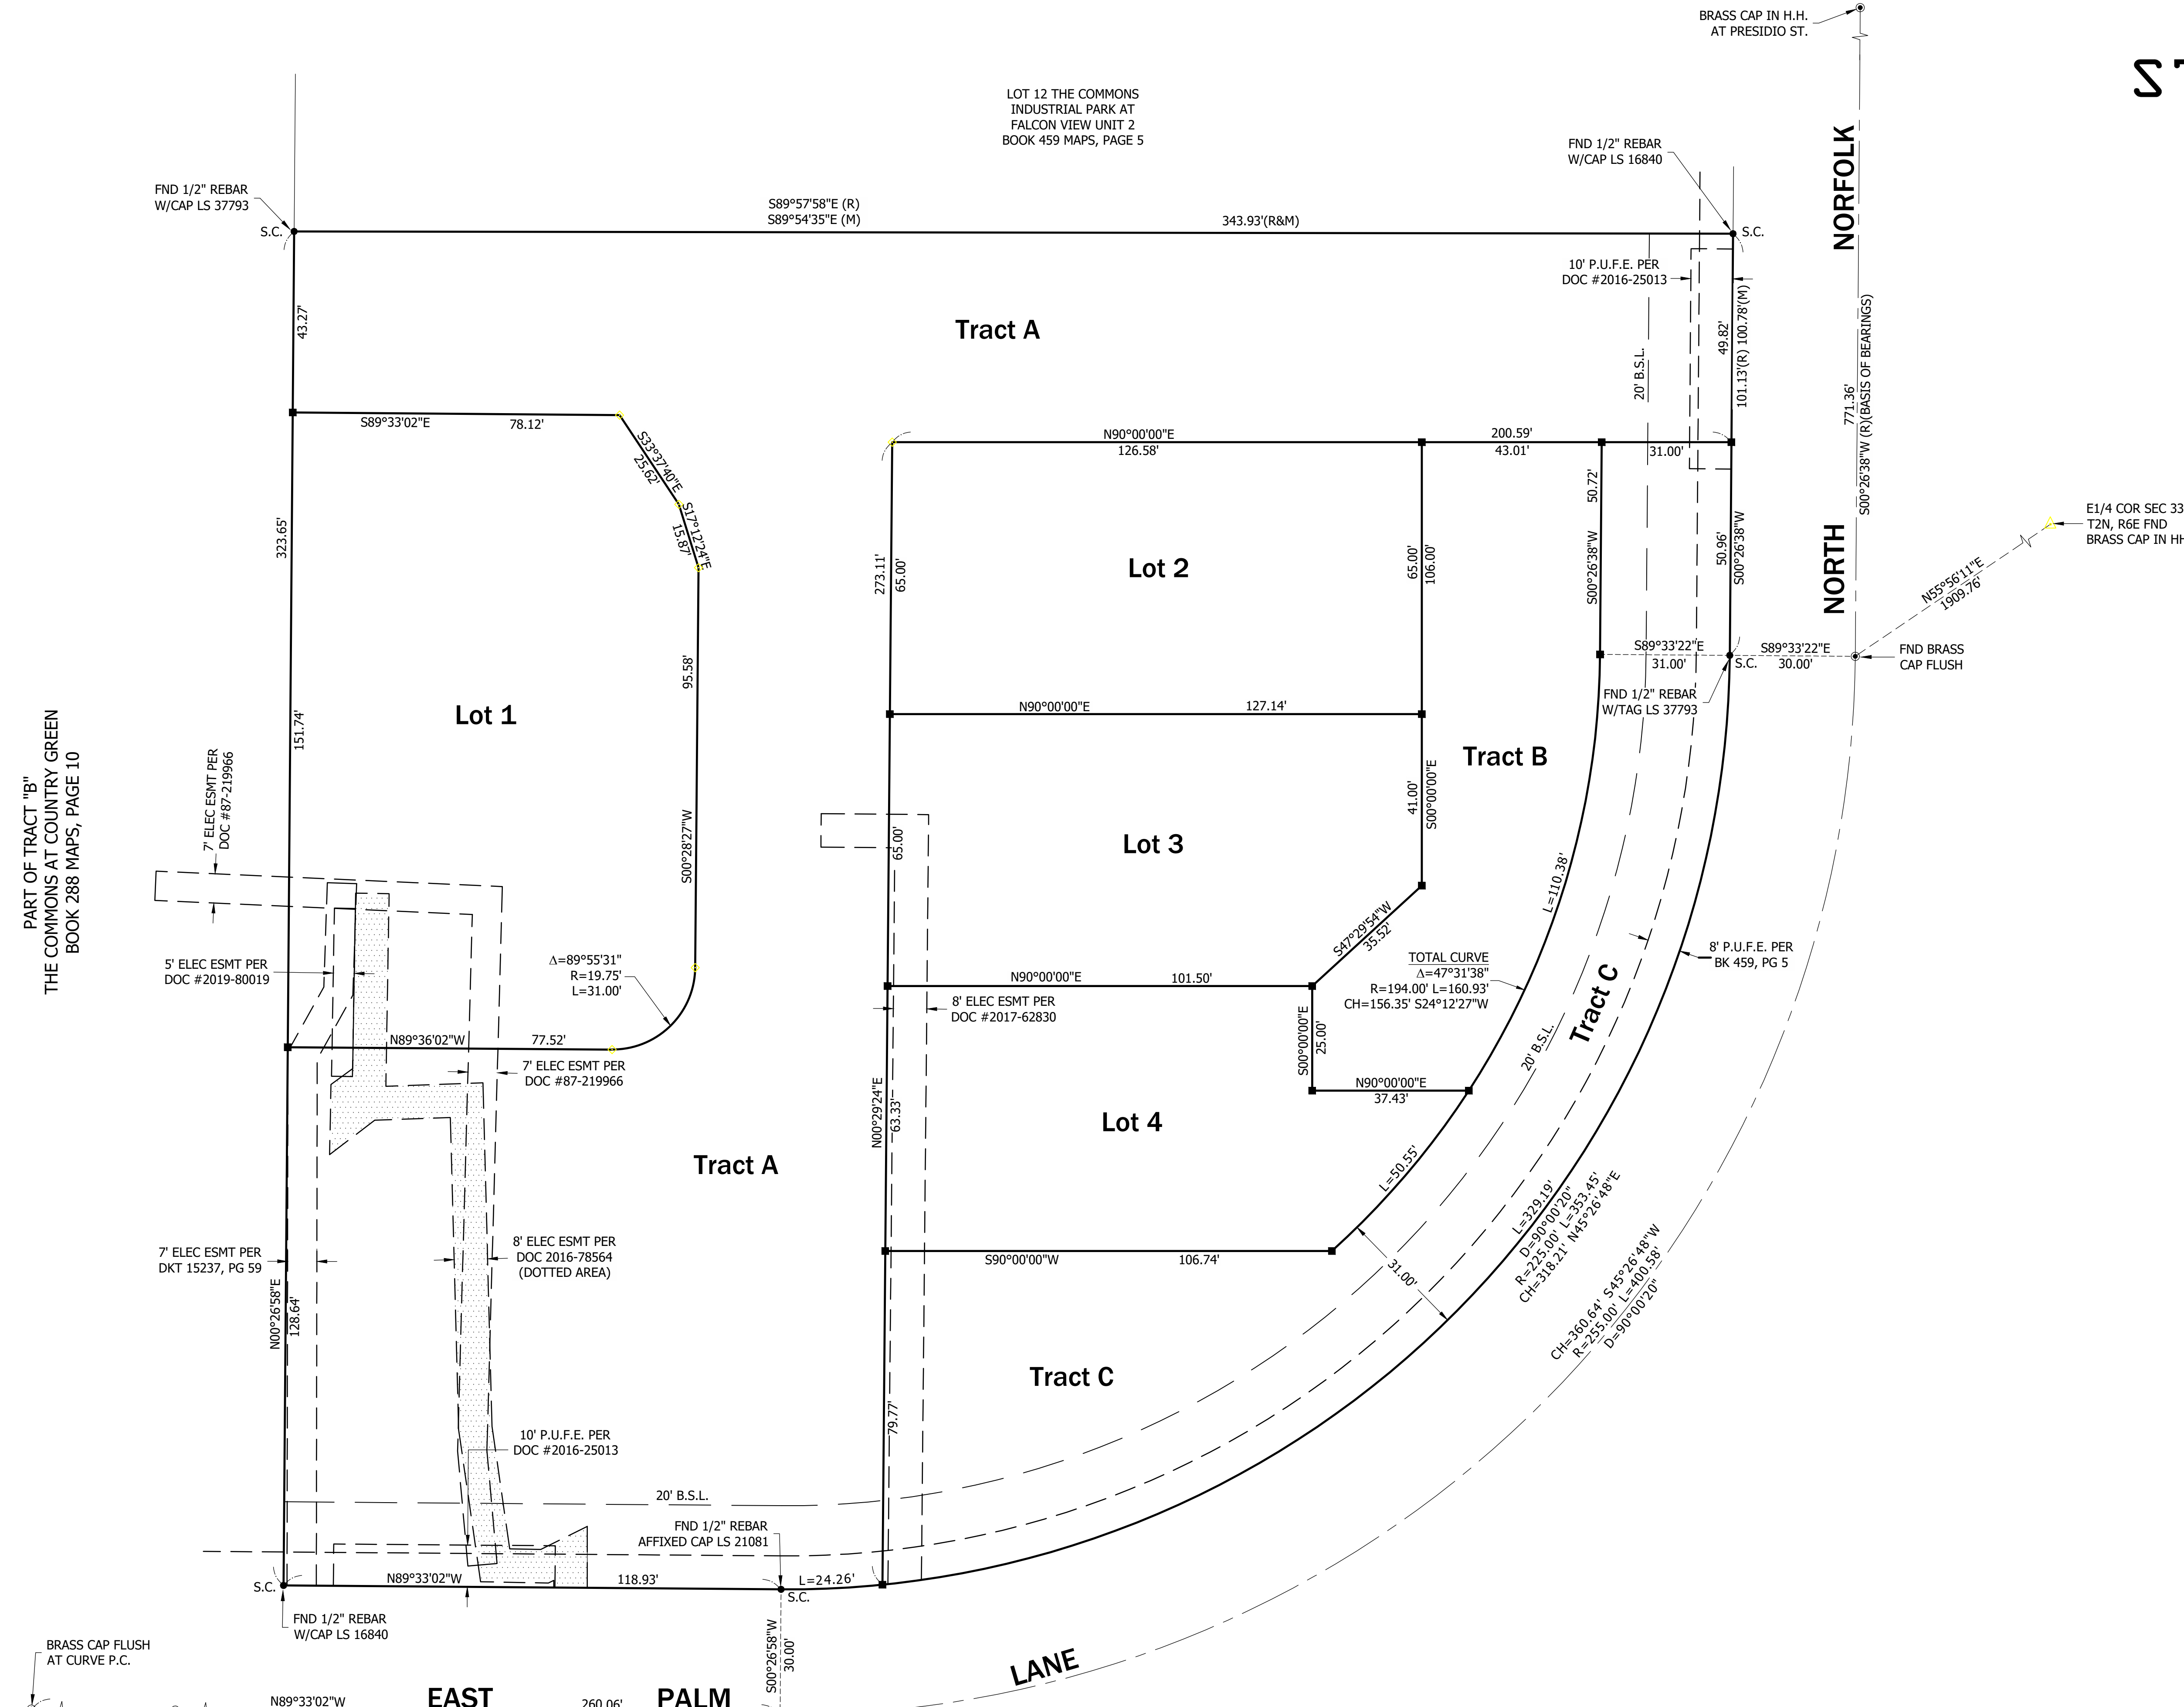 BRASS CAP IN H.H.
AT PRESIDIO ST.
LOT 12 THE COMMONS
INDUSTRIAL PARK AT
FALCON VIEW UNIT 2
BOOK 459 MAPS, PAGE 5
FND 1/2" REBAR
W/CAP LS 16840
NORFOLK
FND 1/2" REBAR
W/CAP LS 37793
S89°57'58"E (R)
S89°54'35"E (M)
343.93'(R&M)
S.C.
S.C.
10' P.U.F.E. PER
DOC #2016-25013
43.27'
Tract A
20' B.S.L.
49.82'
101.13'(R) 100.78'(M)
771.36'
S00°26'38"W (R)(BASIS OF BEARINGS)
S89°33'02"E
78.12'
S33°37'40"E
25.62'
S17°12'24"E
15.87'
N90°00'00"E
126.58'
200.59'
43.01'
31.00'
50.72'
S00°26'38"W
50.96'
S00°26'38"W
NORTH
E1/4 COR SEC 33
T2N, R6E FND
BRASS CAP IN HH
N55°56'11"E
1909.76'
323.65'
273.11'
65.00'
Lot 2
65.00'
106.00'
S89°33'22"E
31.00'
S.C.
S89°33'22"E
30.00'
FND BRASS
CAP FLUSH
FND 1/2" REBAR
W/TAG LS 37793
95.58'
Lot 1
151.74'
N90°00'00"E
127.14'
Tract B
PART OF TRACT "B"
THE COMMONS AT COUNTRY GREEN
BOOK 288 MAPS, PAGE 10
7' ELEC ESMT PER
DOC #87-219966
S00°28'27"W
65.00'
Lot 3
41.00'
S00°00'00"E
L=110.38'
S47°29'54"W
35.52'
5' ELEC ESMT PER
DOC #2019-80019
Δ=89°55'31"
R=19.75'
L=31.00'
N90°00'00"E
101.50'
TOTAL CURVE
Δ=47°31'38"
R=194.00' L=160.93'
CH=156.35' S24°12'27"W
8' P.U.F.E. PER
BK 459, PG 5
8' ELEC ESMT PER
DOC #2017-62830
Tract C
N89°36'02"W
77.52'
S00°00'00"E
25.00'
20' B.S.L.
7' ELEC ESMT PER
DOC #87-219966
N90°00'00"E
37.43'
N00°29'24"E
63.33'
Lot 4
Tract A
L=50.55'
L=329.19'
D=90°00'20"
R=225.00' L=353.45'
CH=318.21' N45°26'48"E
7' ELEC ESMT PER
DKT 15237, PG 59
8' ELEC ESMT PER
DOC 2016-78564
(DOTTED AREA)
S90°00'00"W
106.74'
31.00'
CH=360.64' S45°26'48"W
R=255.00' L=400.58'
D=90°00'20"
N00°26'58"E
128.64'
Tract C
79.77'
10' P.U.F.E. PER
DOC #2016-25013
20' B.S.L.
FND 1/2" REBAR
AFFIXED CAP LS 21081
S.C.
N89°33'02"W
118.93'
L=24.26'
S.C.
FND 1/2" REBAR
W/CAP LS 16840
S00°26'58"W
30.00'
BRASS CAP FLUSH
AT CURVE P.C.
LANE
N89°33'02"W
EAST
260.06'
PALM